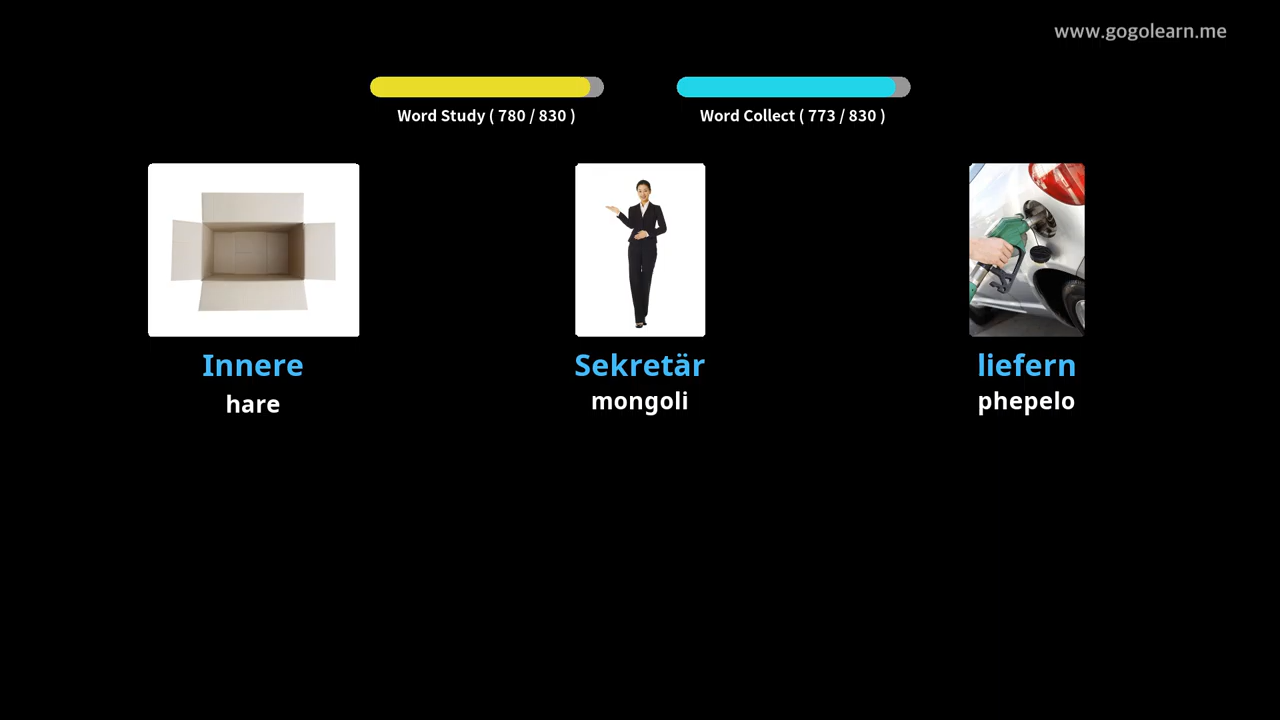 www.gogolearn.me
Word Study ( 780 / 830 )
Word Collect ( 773 / 830 )
Innere
hare
Sekretär
mongoli
liefern
phepelo